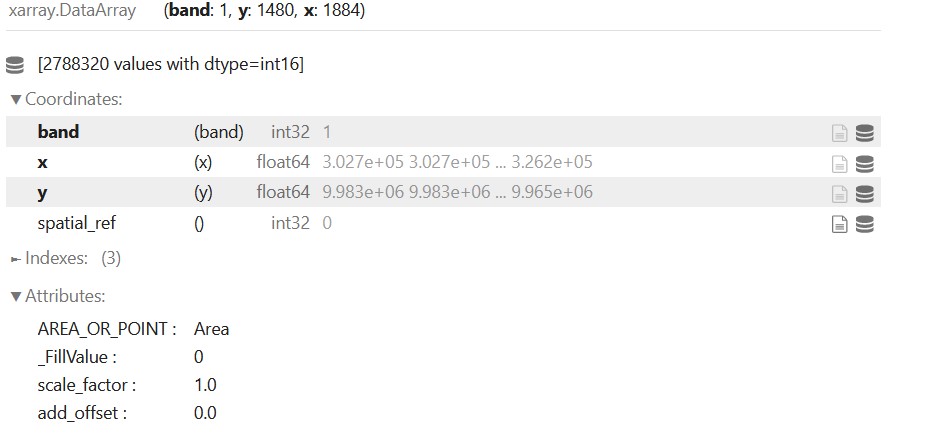 xarray.DataArray (band: 1, y: 1480, x: 1884)
[2788320 values with dtype=int16]
▼Coordinates:
band (band) int32 1
x (x) float64 3.027e+05 3.027e+05 ... 3.262e+05
y (y) float64 9.983e+06 9.983e+06 ... 9.965e+06
spatial_ref () int32 0
►Indexes: (3)
▼Attributes:
AREA_OR_POINT : Area
_FillValue : 0
scale_factor : 1.0
add_offset : 0.0